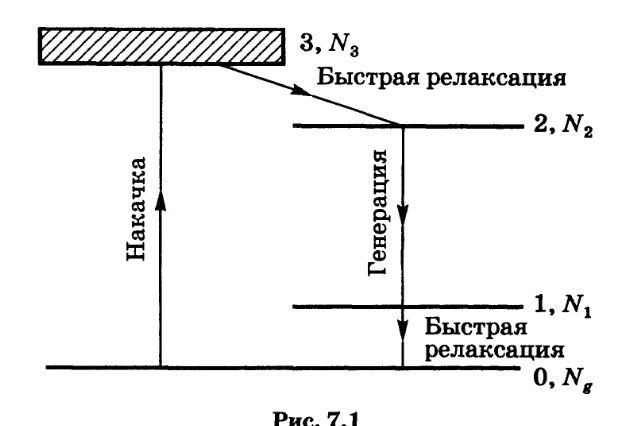 3, N₃
Быстрая релаксация
2, N₂
Накачка
Генерация
1, N₁
Быстрая
релаксация
0, N_g
Рис. 7.1